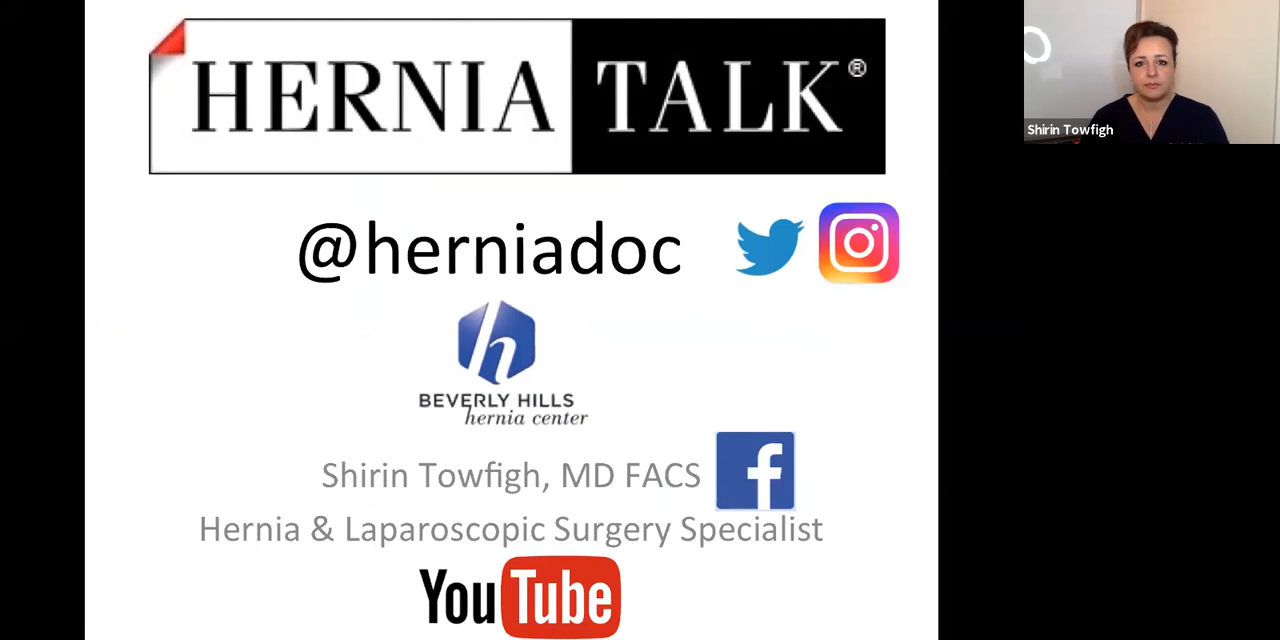 HERNIA TALK®
Shirin Towfigh
@herniadoc
h
BEVERLY HILLS
hernia center
Shirin Towfigh, MD FACS
f
Hernia & Laparoscopic Surgery Specialist
YouTube